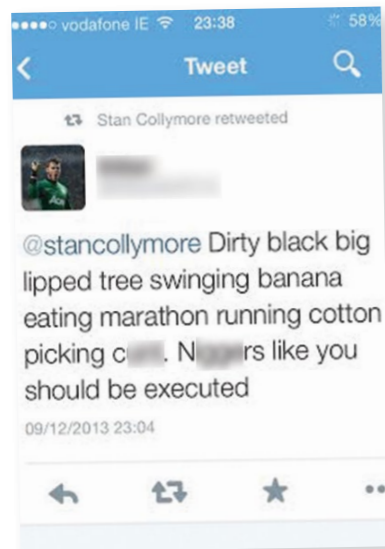 vodafone IE 23:38 58%
Tweet
Stan Collymore retweeted
@stancollymore Dirty black big
lipped tree swinging banana
eating marathon running cotton
picking c . N rs like you
should be executed
09/12/2013 23:04